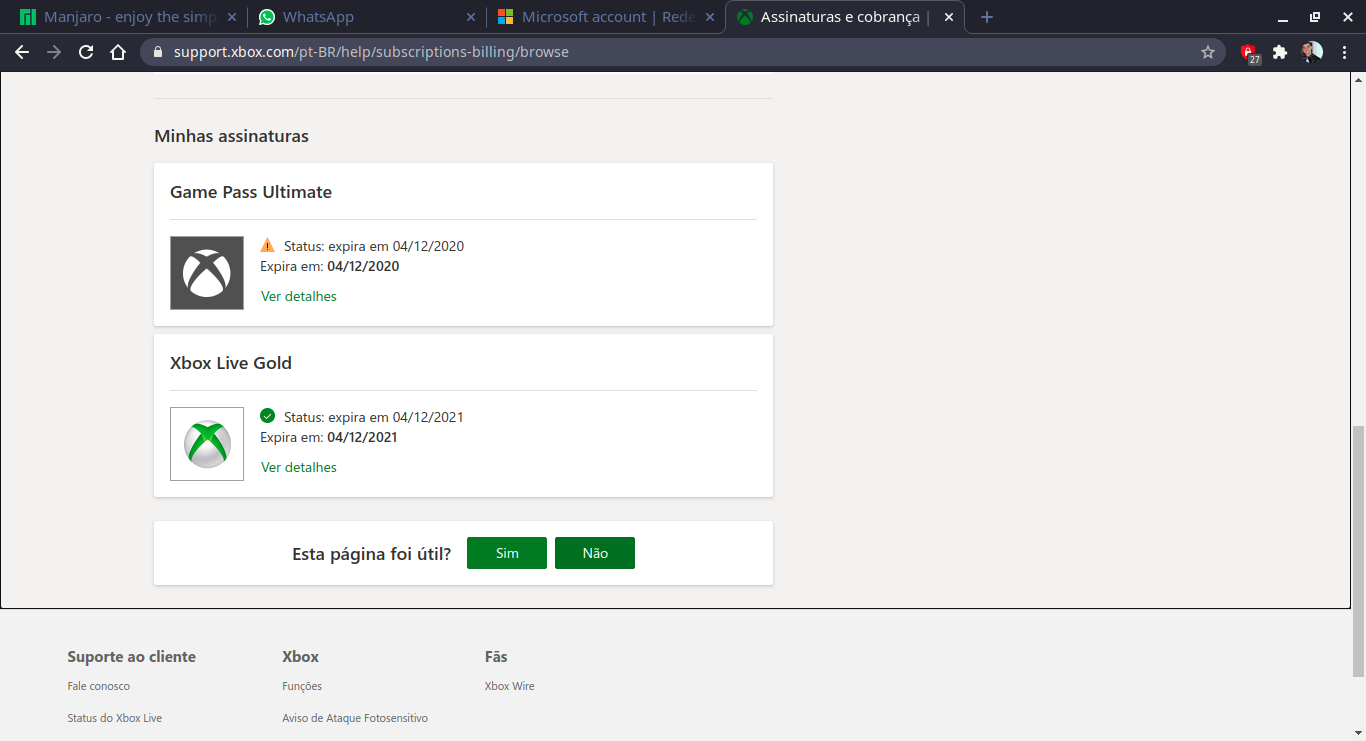 Manjaro - enjoy the simp
WhatsApp
Microsoft account | Rede
Assinaturas e cobrança |
support.xbox.com/pt-BR/help/subscriptions-billing/browse
27
Minhas assinaturas
Game Pass Ultimate
Status: expira em 04/12/2020
Expira em: 04/12/2020
Ver detalhes
Xbox Live Gold
Status: expira em 04/12/2021
Expira em: 04/12/2021
Ver detalhes
Esta página foi útil? Sim Não
Suporte ao cliente
Fale conosco
Status do Xbox Live
Xbox
Funções
Aviso de Ataque Fotosensitivo
Fãs
Xbox Wire